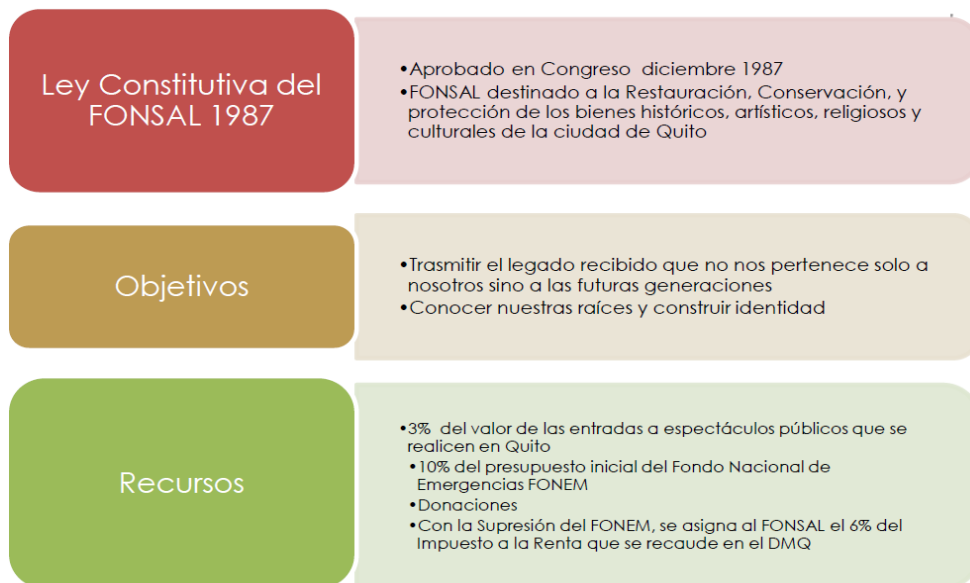 Ley Constitutiva del
FONSAL 1987
•Aprobado en Congreso diciembre 1987
•FONSAL destinado a la Restauración, Conservación, y
protección de los bienes históricos, artísticos, religiosos y
culturales de la ciudad de Quito
Objetivos
•Trasmitir el legado recibido que no nos pertenece solo a
nosotros sino a las futuras generaciones
•Conocer nuestras raíces y construir identidad
Recursos
•3% del valor de las entradas a espectáculos públicos que se
realicen en Quito
•10% del presupuesto inicial del Fondo Nacional de
Emergencias FONEM
•Donaciones
•Con la Supresión del FONEM, se asigna al FONSAL el 6% del
Impuesto a la Renta que se recaude en el DMQ